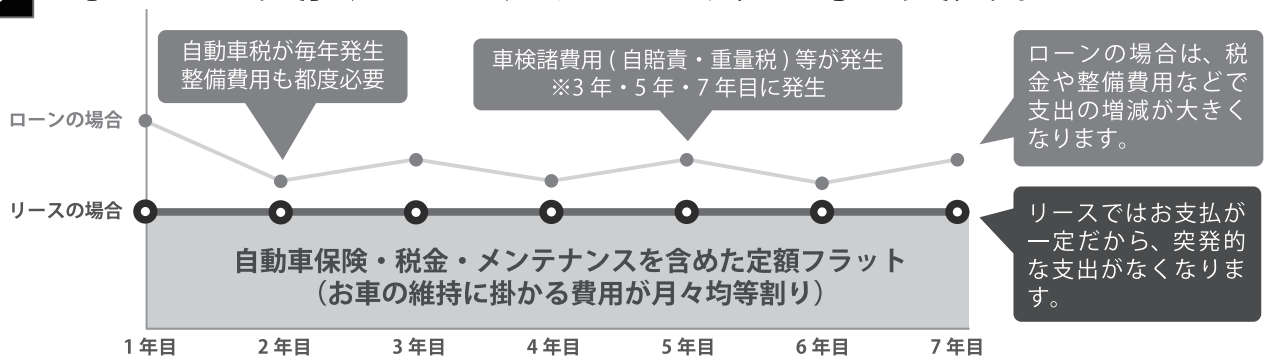 自動車税が毎年発生
整備費用も都度必要
車検諸費用 ( 自賠責・重量税 ) 等が発生
※3 年・5 年・7 年目に発生
ローンの場合は、税
金や整備費用などで
支出の増減が大きく
なります。
ローンの場合
リースの場合
リースではお支払が
一定だから、突発的
な支出がなくなりま
す。
自動車保険・税金・メンテナンスを含めた定額フラット
（お車の維持に掛かる費用が月々均等割り）
1 年目
2 年目
3 年目
4 年目
5 年目
6 年目
7 年目